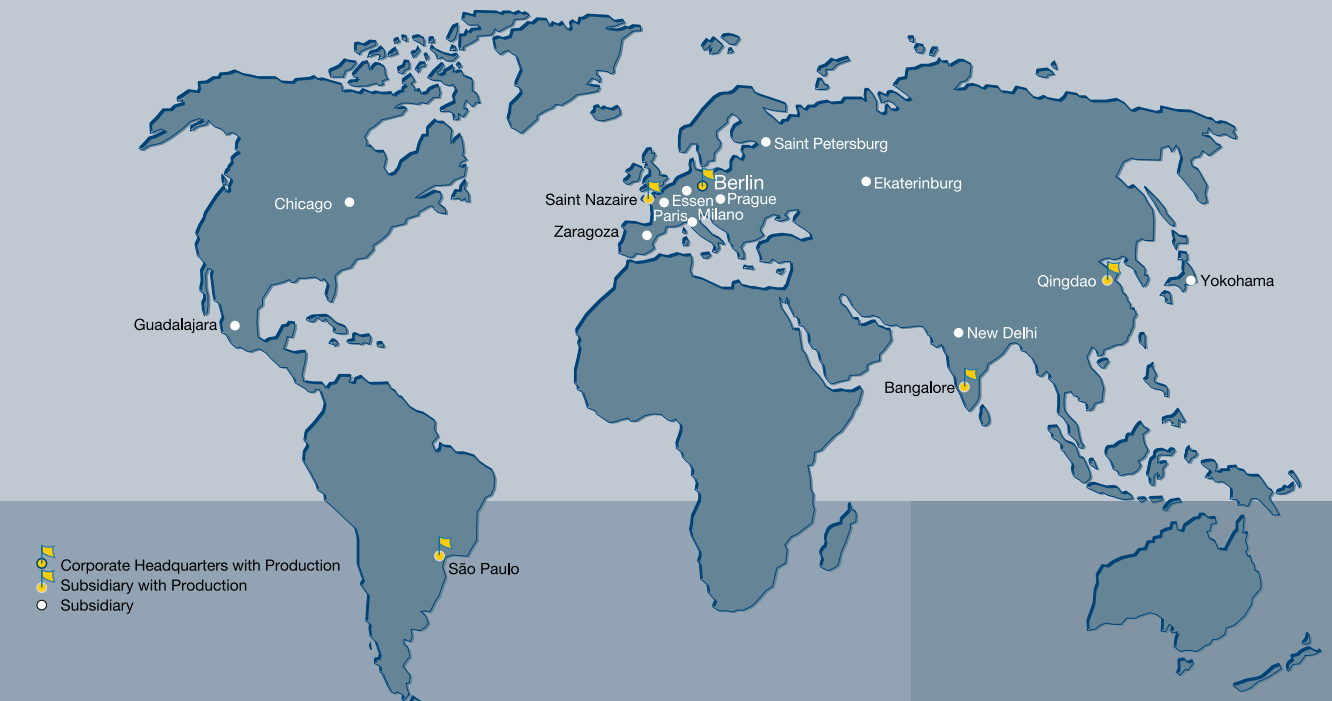 Saint Petersburg
Ekaterinburg
Berlin
Saint Nazaire
Essen
Prague
Chicago
Paris
Milano
Zaragoza
Qingdao
Yokohama
Guadalajara
New Delhi
Bangalore
São Paulo
Corporate Headquarters with Production
Subsidiary with Production
Subsidiary